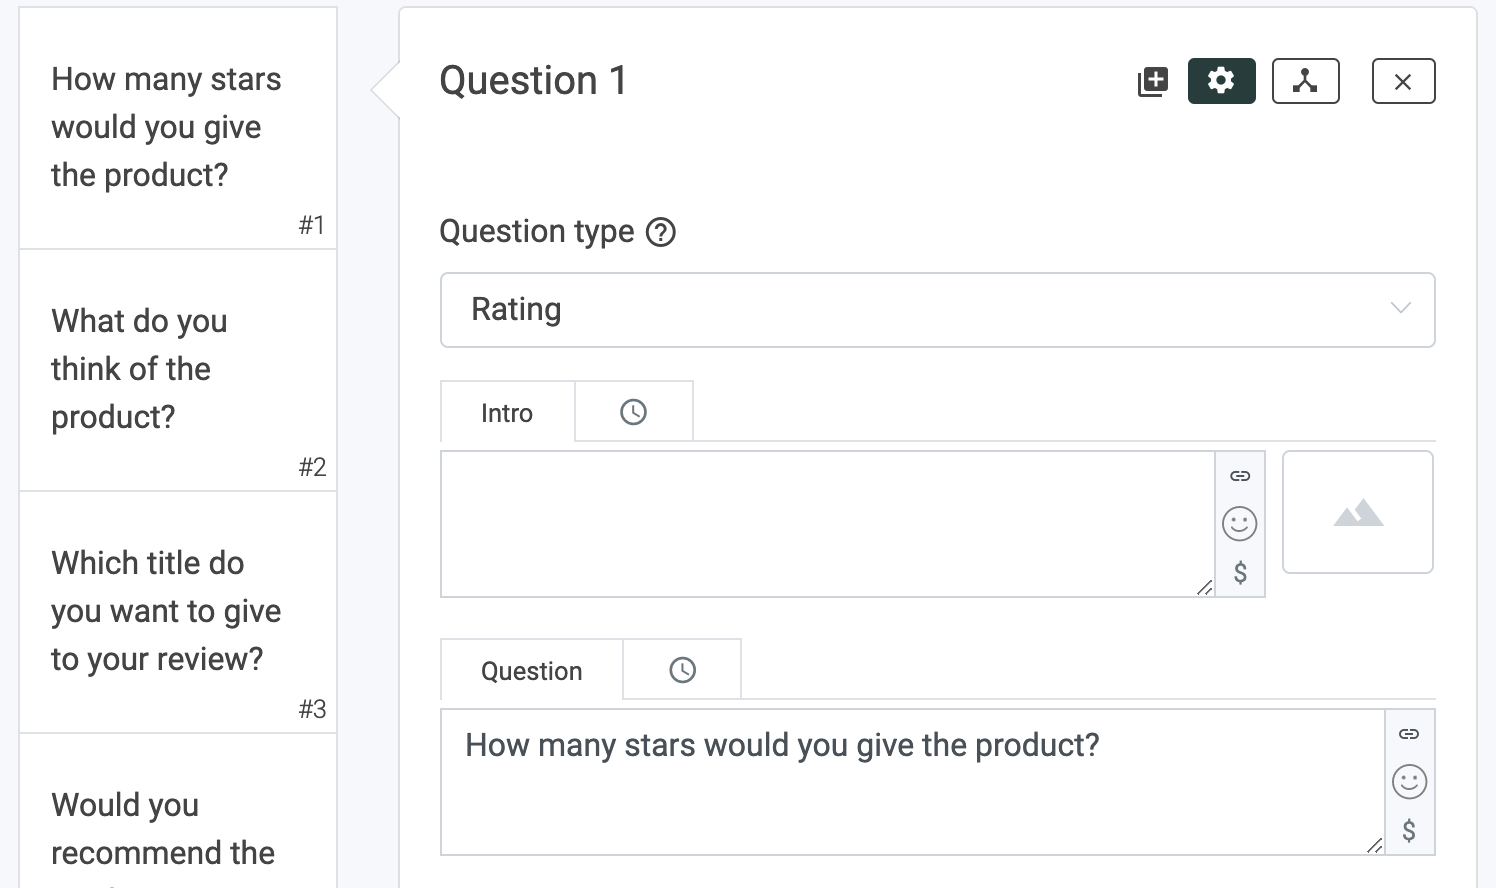 How many stars
would you give
the product?
#1
What do you
think of the
product?
#2
Which title do
you want to give
to your review?
#3
Would you
recommend the
Question 1
Question type
Rating
Intro
$
Question
How many stars would you give the product?
$